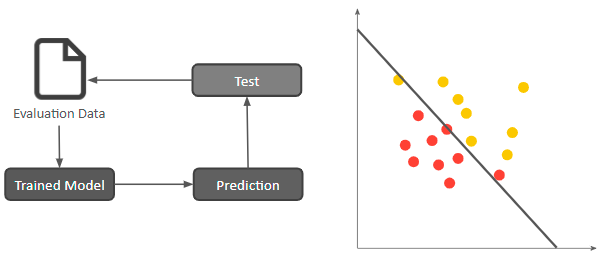 Test
Evaluation Data
Trained Model
Prediction